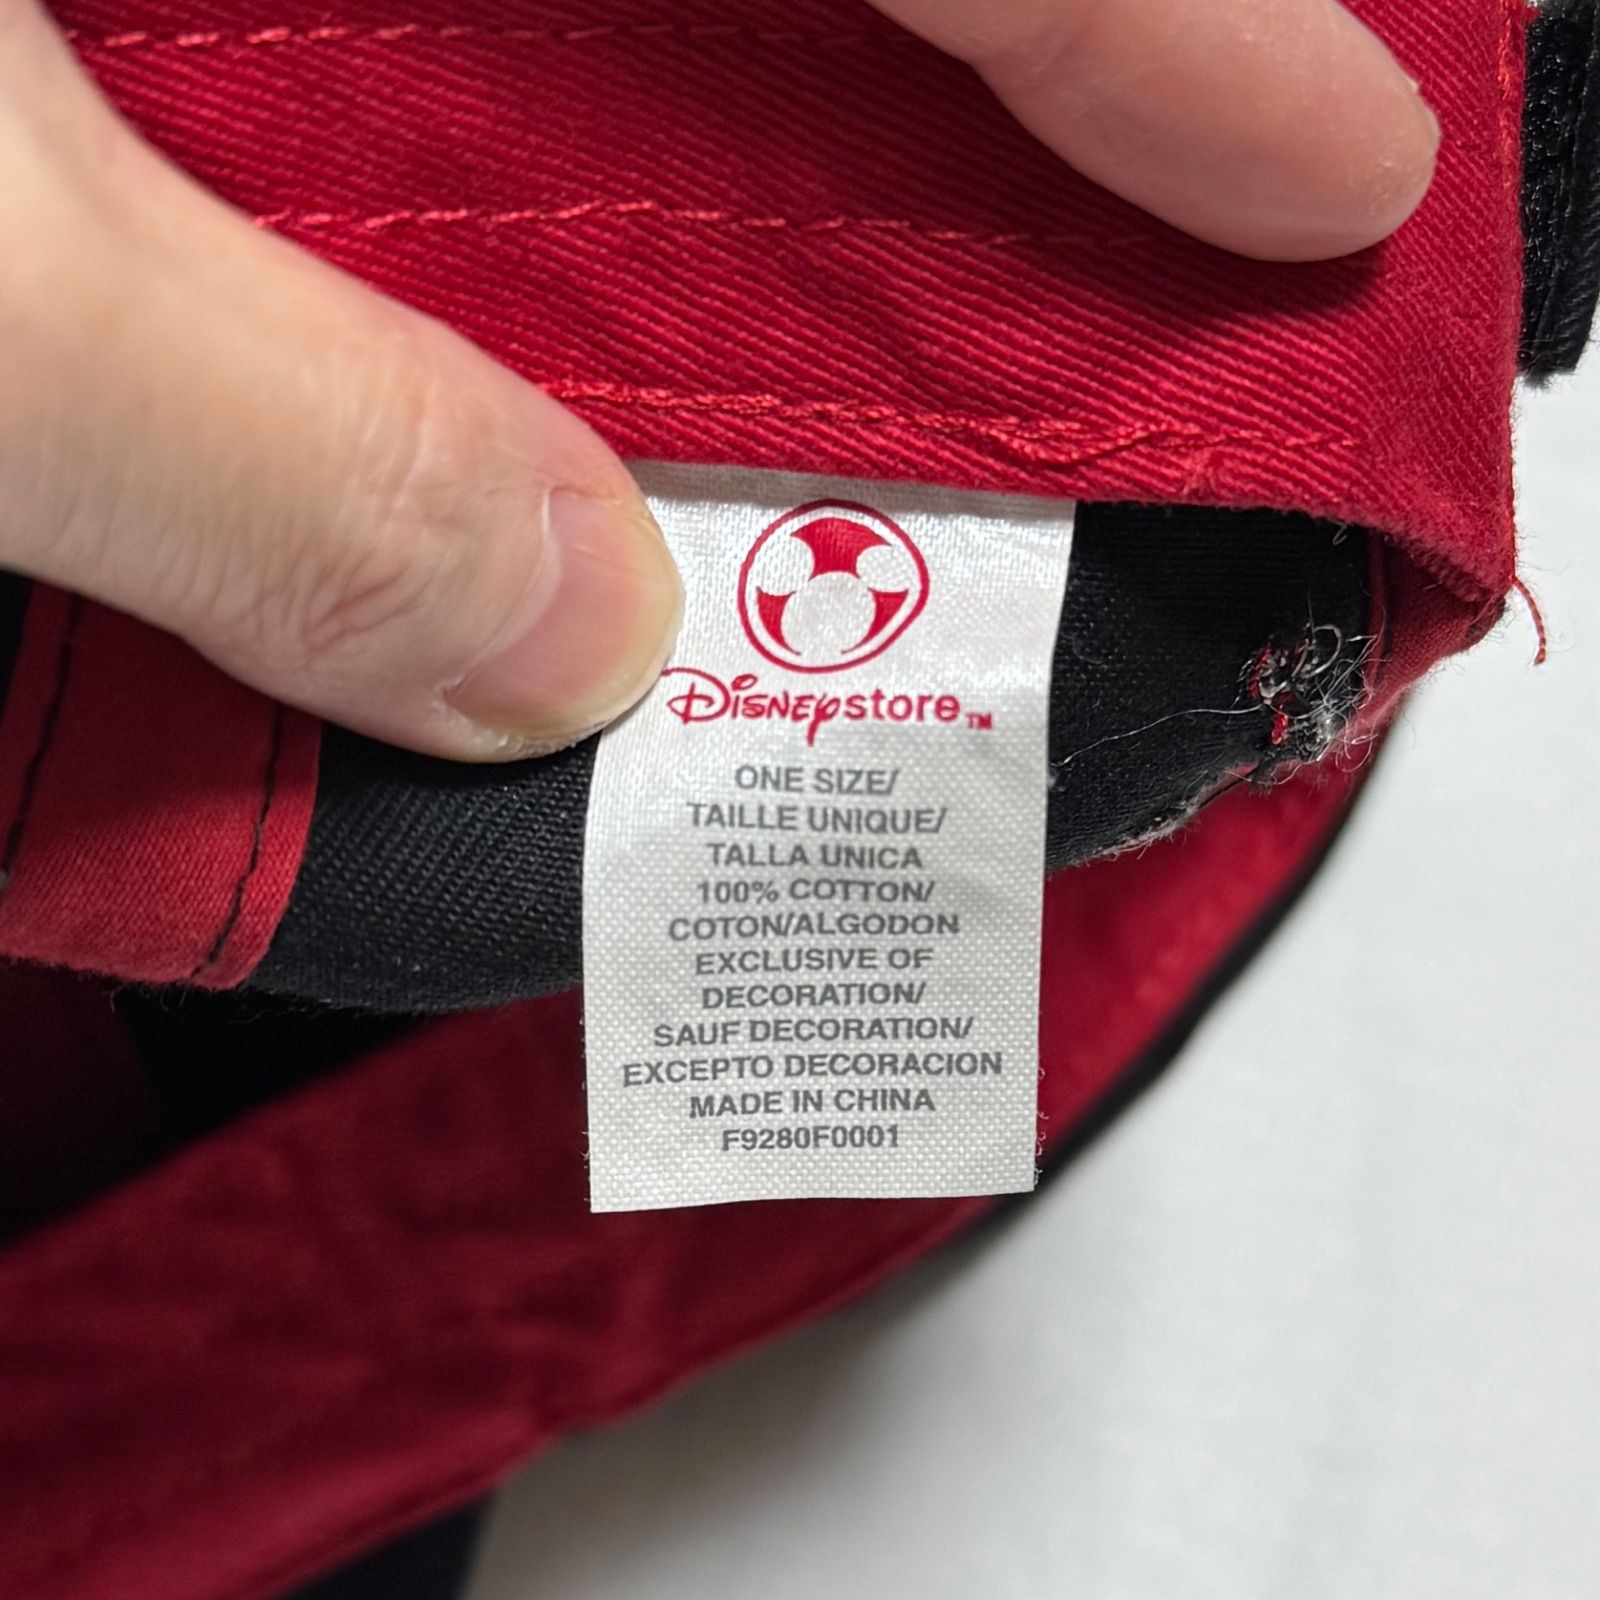 Disneystore™
ONE SIZE/
TAILLE UNIQUE/
TALLA UNICA
100% COTTON/
COTON/ALGODON
EXCLUSIVE OF
DECORATION/
SAUF DECORATION/
EXCEPTO DECORACION
MADE IN CHINA
F9280F0001